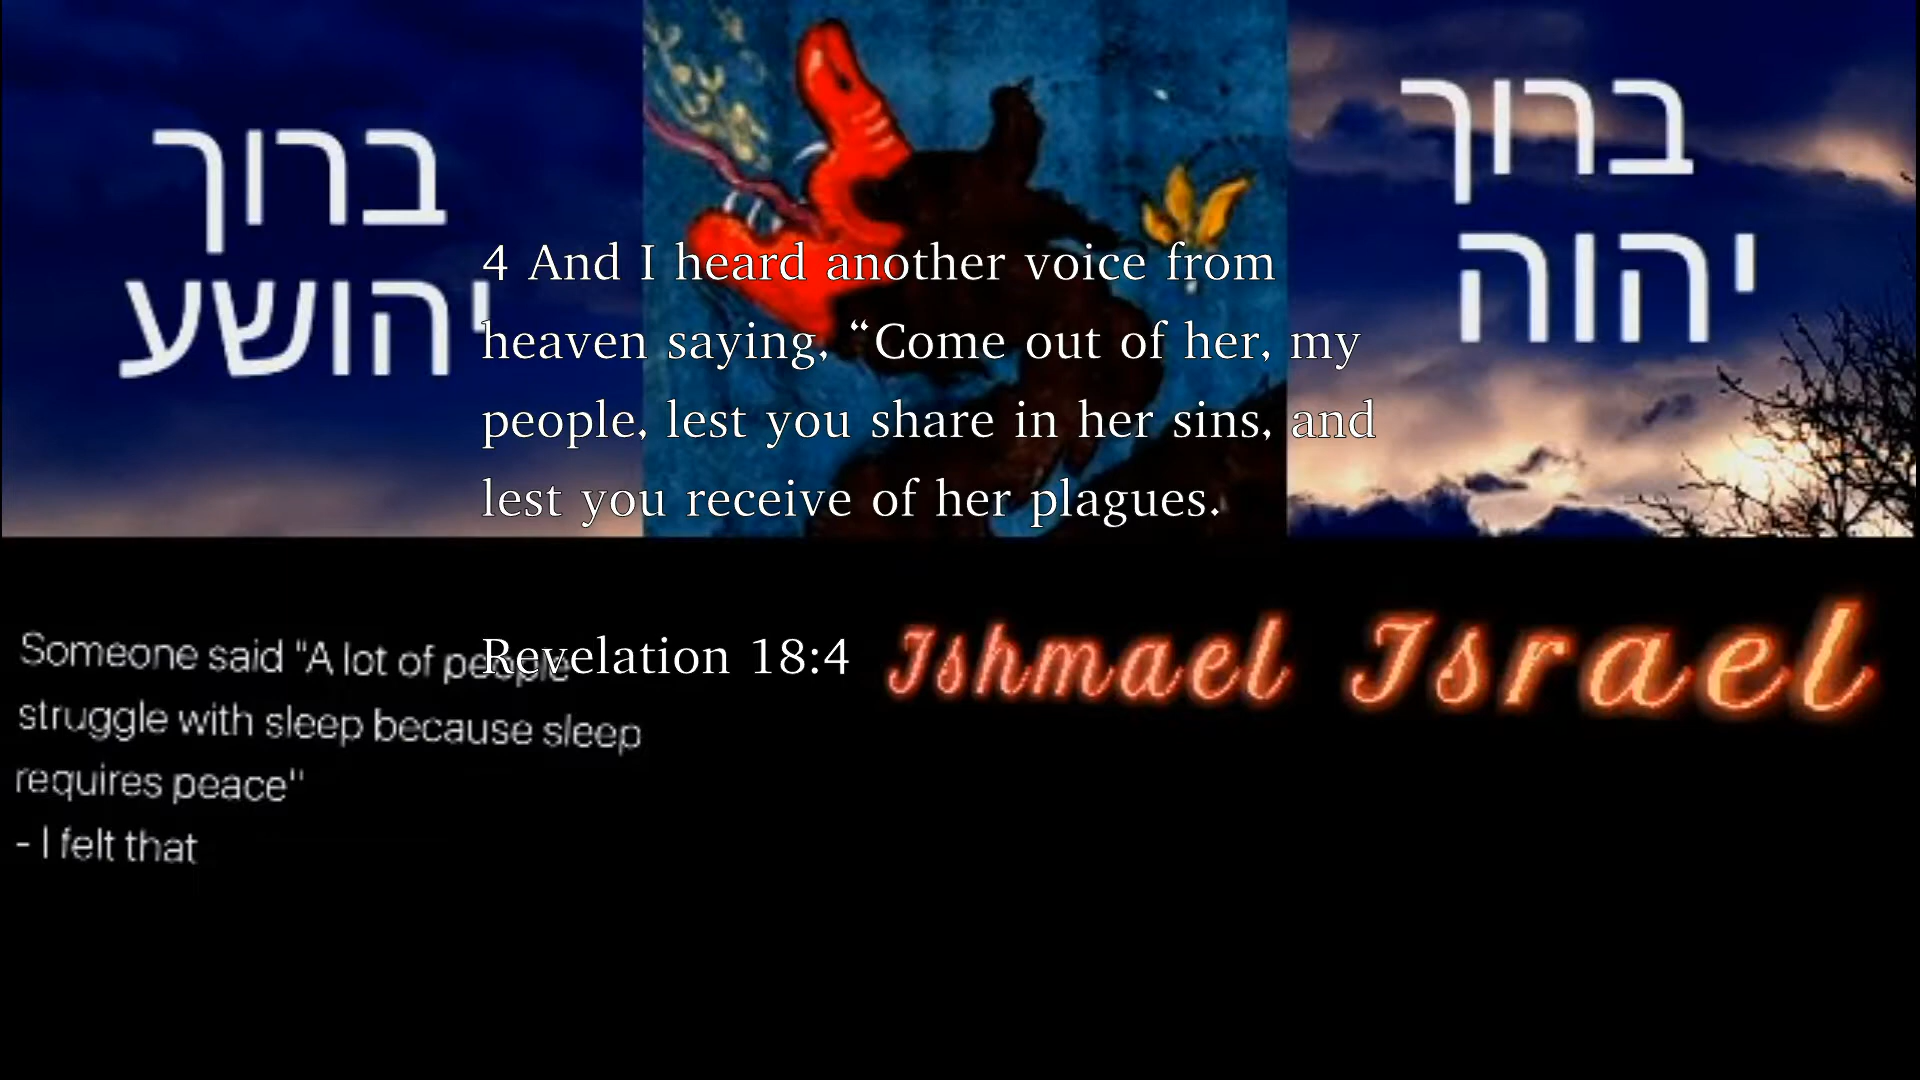 ברוך
יהושע
ברוך
יהוה
4 And I heard another voice from
heaven saying, “Come out of her, my
people, lest you share in her sins, and
lest you receive of her plagues.
Revelation 18:4
Ishmael Israel
Someone said "A lot of people
struggle with sleep because sleep
requires peace"
- I felt that